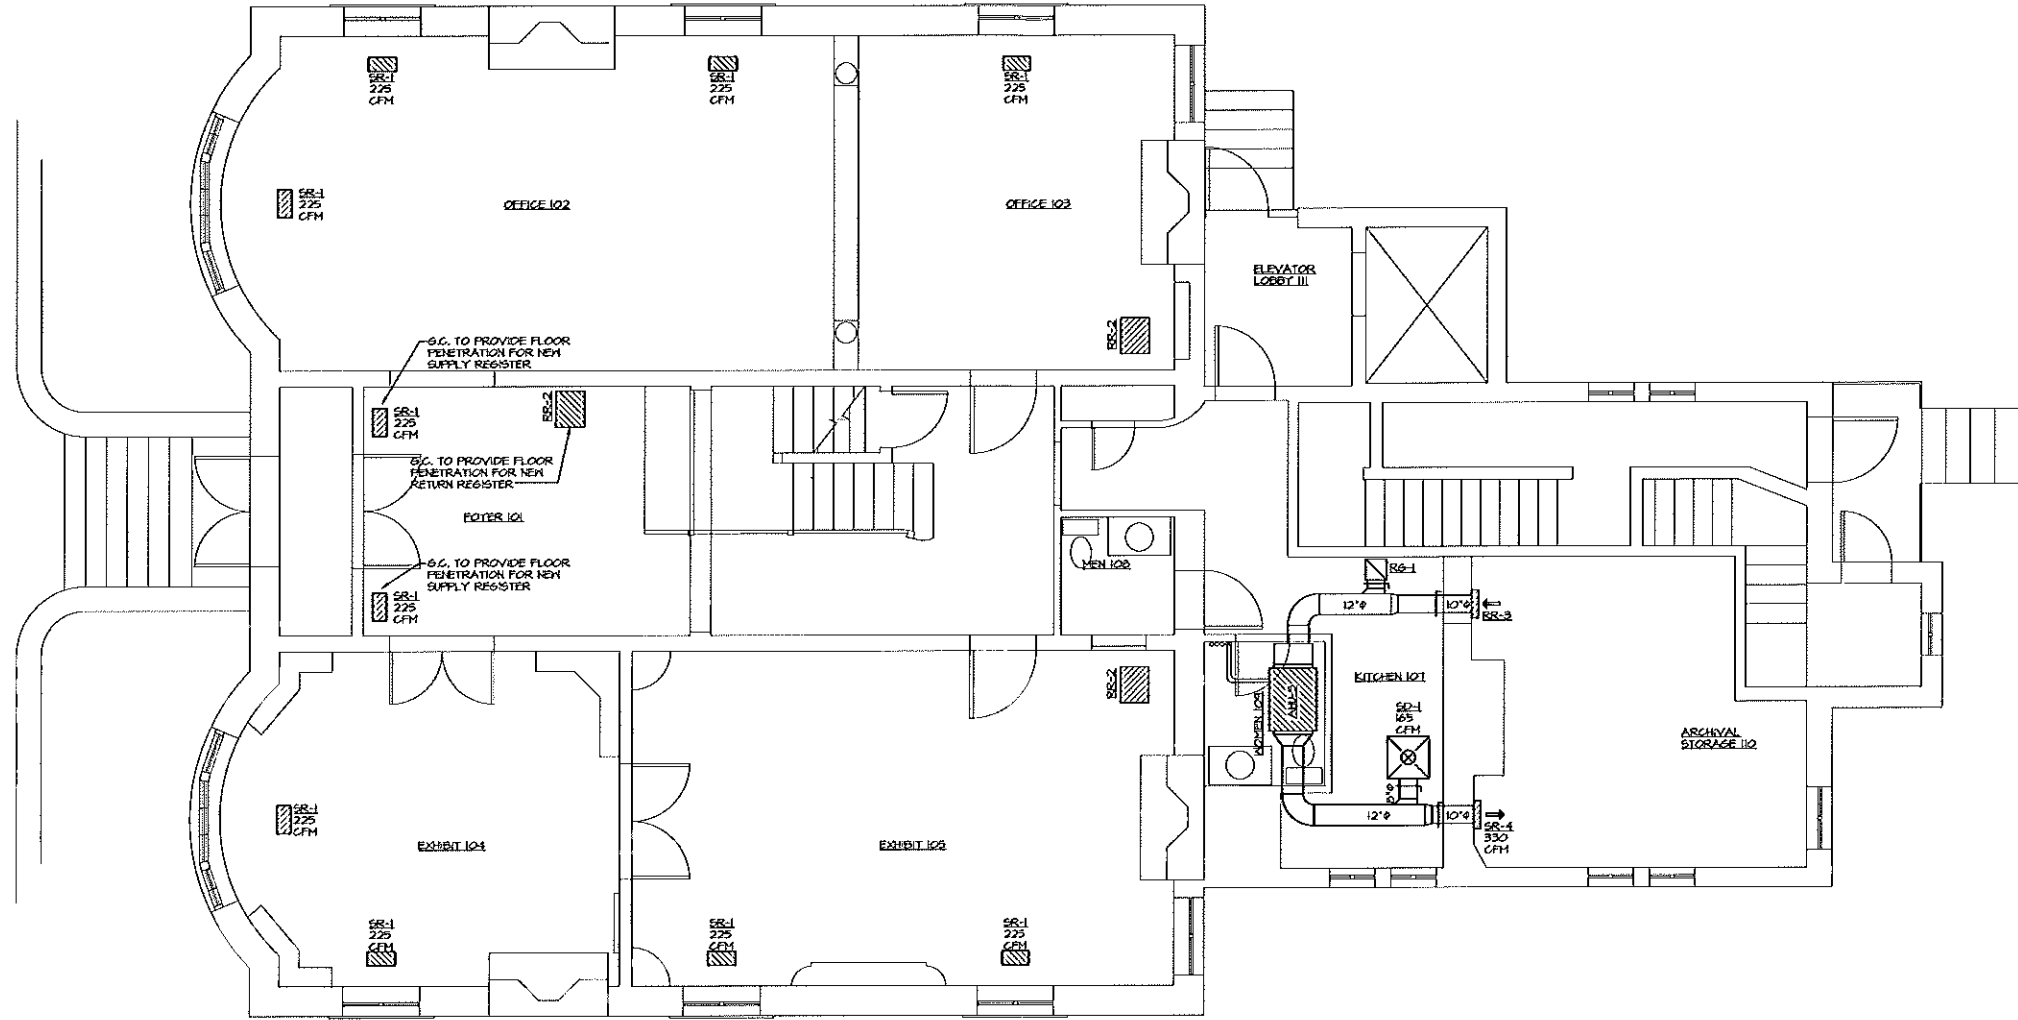 SR-1
225
CFM
SR-1
225
CFM
SR-1
225
CFM
SR-1
225
CFM
OFFICE 102
OFFICE 103
ELEVATOR
LOBBY 111
RR-2
G.C. TO PROVIDE FLOOR
PENETRATION FOR NEW
SUPPLY REGISTER
SR-1
225
CFM
RR-2
G.C. TO PROVIDE FLOOR
PENETRATION FOR NEW
RETURN REGISTER
FOYER 101
G.C. TO PROVIDE FLOOR
PENETRATION FOR NEW
SUPPLY REGISTER
SR-1
225
CFM
MEN 108
RG-1
12"φ
10"φ
RR-3
RR-2
AHU-5
WOMEN 109
KITCHEN 107
SD-1
165
CFM
ARCHIVAL
STORAGE 110
8"φ
12"φ
10"φ
SR-4
330
CFM
SR-1
225
CFM
EXHIBIT 104
EXHIBIT 105
SR-1
225
CFM
SR-1
225
CFM
SR-1
225
CFM